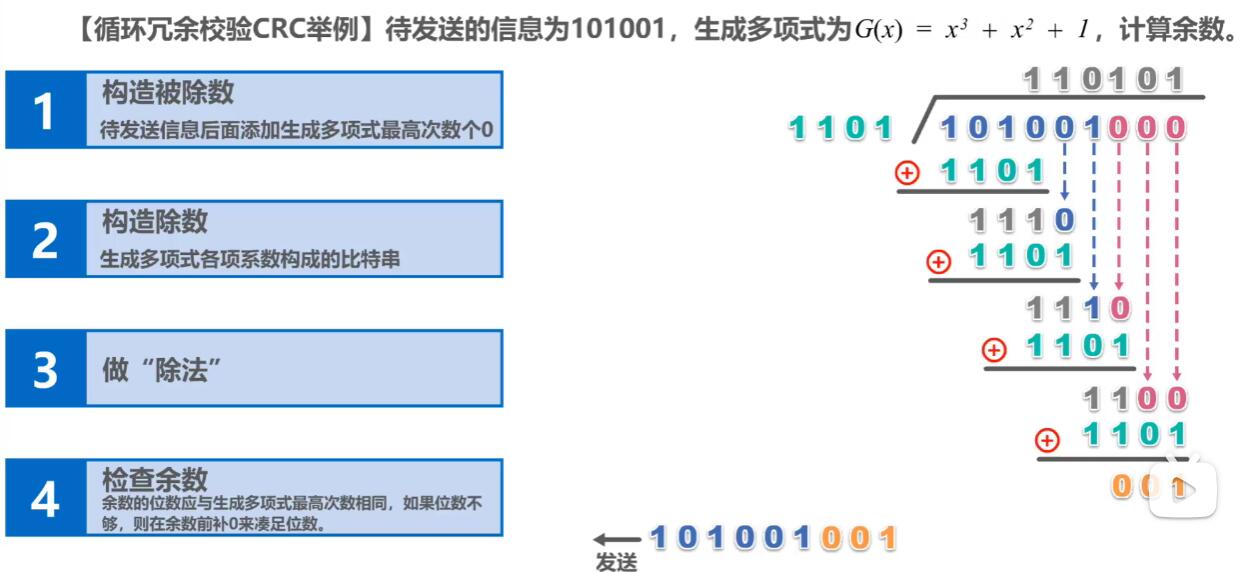 【循环冗余校验CRC举例】待发送的信息为101001，生成多项式为G(x) = x³ + x² + 1，计算余数。
1
构造被除数
待发送信息后面添加生成多项式最高次数个0
2
构造除数
生成多项式各项系数构成的比特串
3
做“除法”
4
检查余数
余数的位数应与生成多项式最高次数相同，如果位数不
够，则在余数前补0来凑足位数。
110101
1101 101001000
⊕ 1101
1110
⊕ 1101
1110
⊕ 1101
1100
⊕ 1101
001
101001001
发送